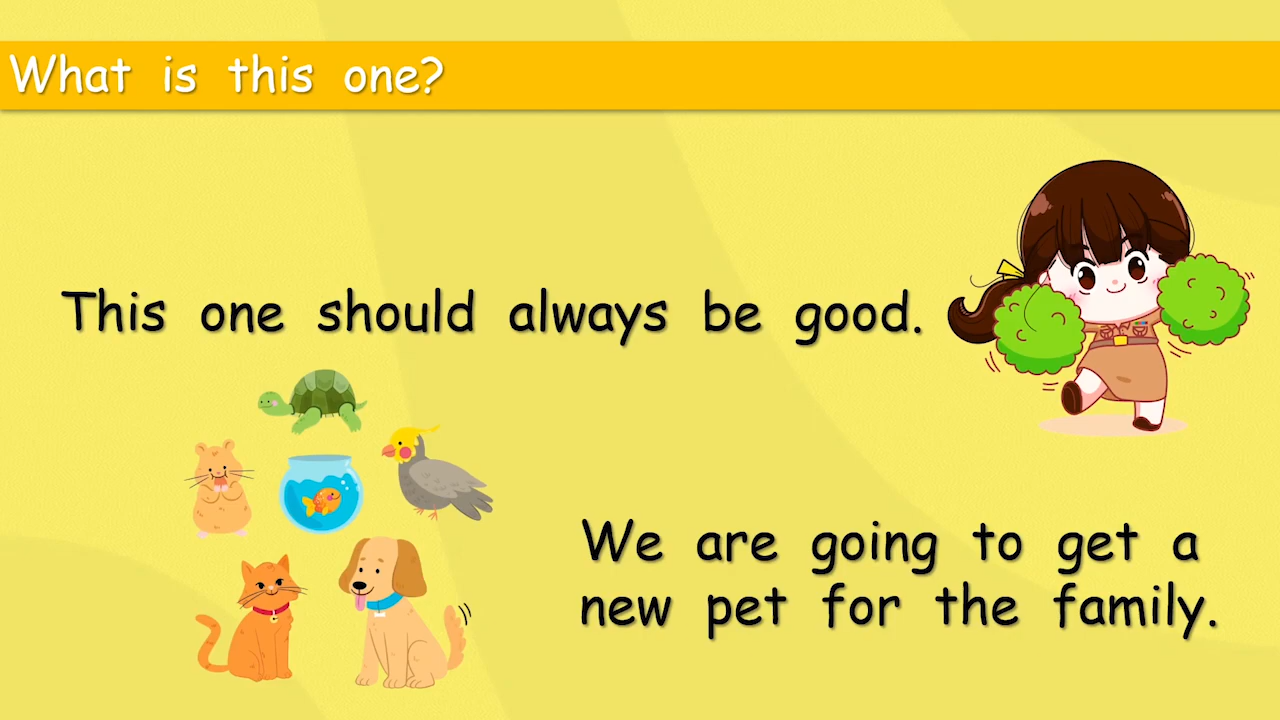 What is this one?
This one should always be good.
We are going to get a
new pet for the family.